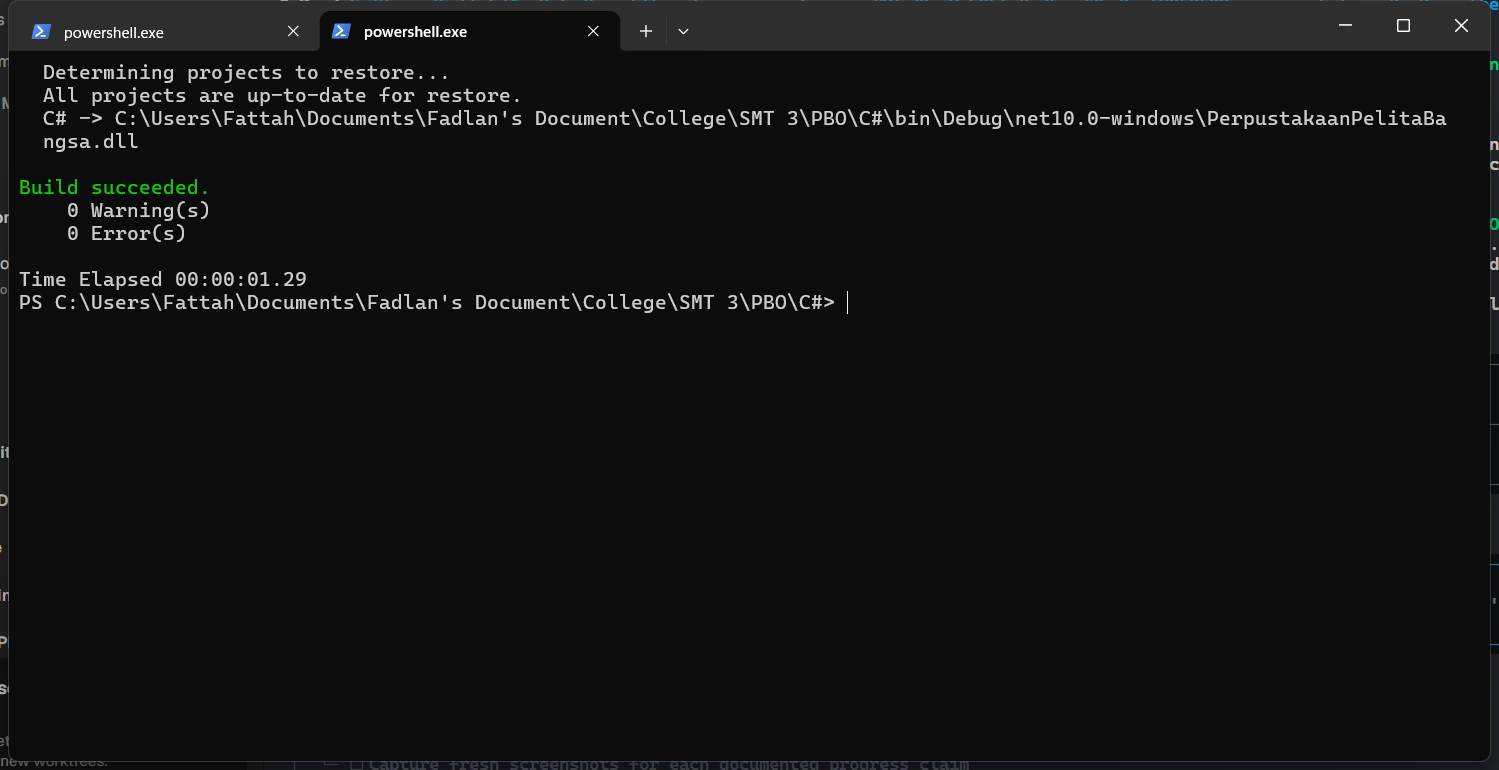 powershell.exe
powershell.exe
Determining projects to restore...
All projects are up-to-date for restore.
C# -> C:\Users\Fattah\Documents\Fadlan's Document\College\SMT 3\PBO\C#\bin\Debug\net10.0-windows\PerpustakaanPelitaBa
ngsa.dll
Build succeeded.
0 Warning(s)
0 Error(s)
Time Elapsed 00:00:01.29
PS C:\Users\Fattah\Documents\Fadlan's Document\College\SMT 3\PBO\C#>
new worktrees.
Capture fresh screenshots for each documented progress claim